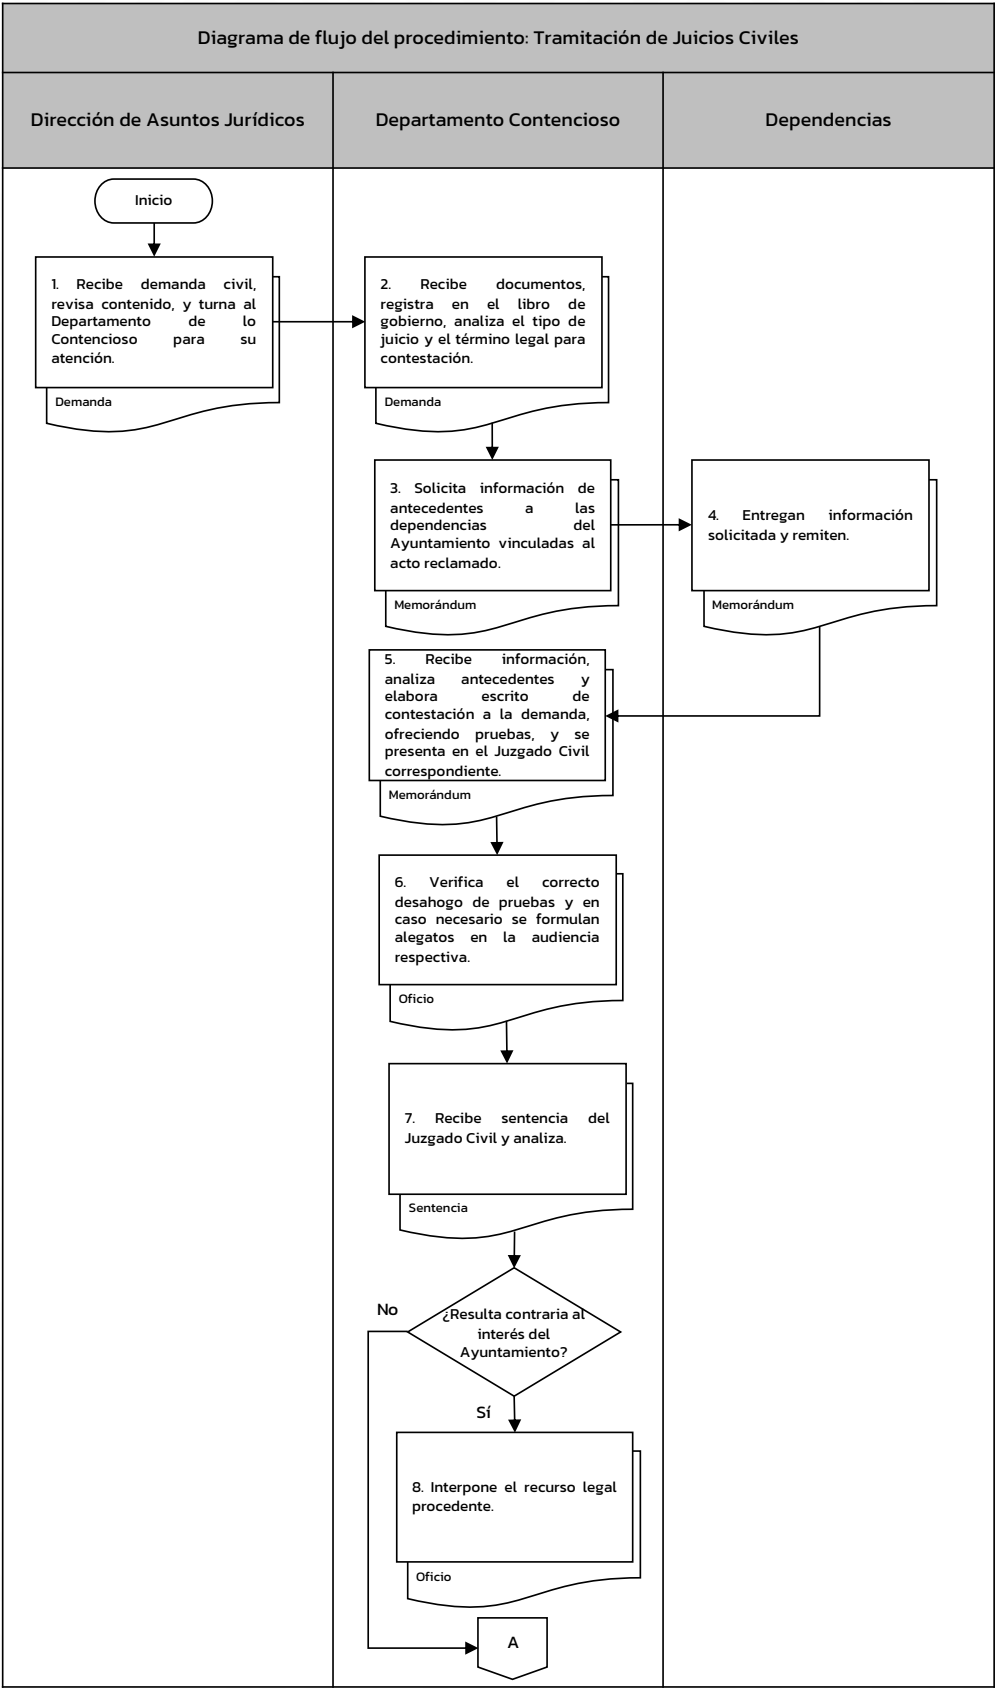 Diagrama de flujo del procedimiento: Tramitación de Juicios Civiles
Dirección de Asuntos Jurídicos
Departamento Contencioso
Dependencias
Inicio
1. Recibe demanda civil,
revisa contenido, y turna al
Departamento de lo
Contencioso para su
atención.
Demanda
2. Recibe documentos,
registra en el libro de
gobierno, analiza el tipo de
juicio y el término legal para
contestación.
Demanda
3. Solicita información de
antecedentes a las
dependencias del
Ayuntamiento vinculadas al
acto reclamado.
Memorándum
4. Entregan información
solicitada y remiten.
Memorándum
5. Recibe información,
analiza antecedentes y
elabora escrito de
contestación a la demanda,
ofreciendo pruebas, y se
presenta en el Juzgado Civil
correspondiente.
Memorándum
6. Verifica el correcto
desahogo de pruebas y en
caso necesario se formulan
alegatos en la audiencia
respectiva.
Oficio
7. Recibe sentencia del
Juzgado Civil y analiza.
Sentencia
¿Resulta contraria al
interés del
Ayuntamiento?
No
Sí
8. Interpone el recurso legal
procedente.
Oficio
A